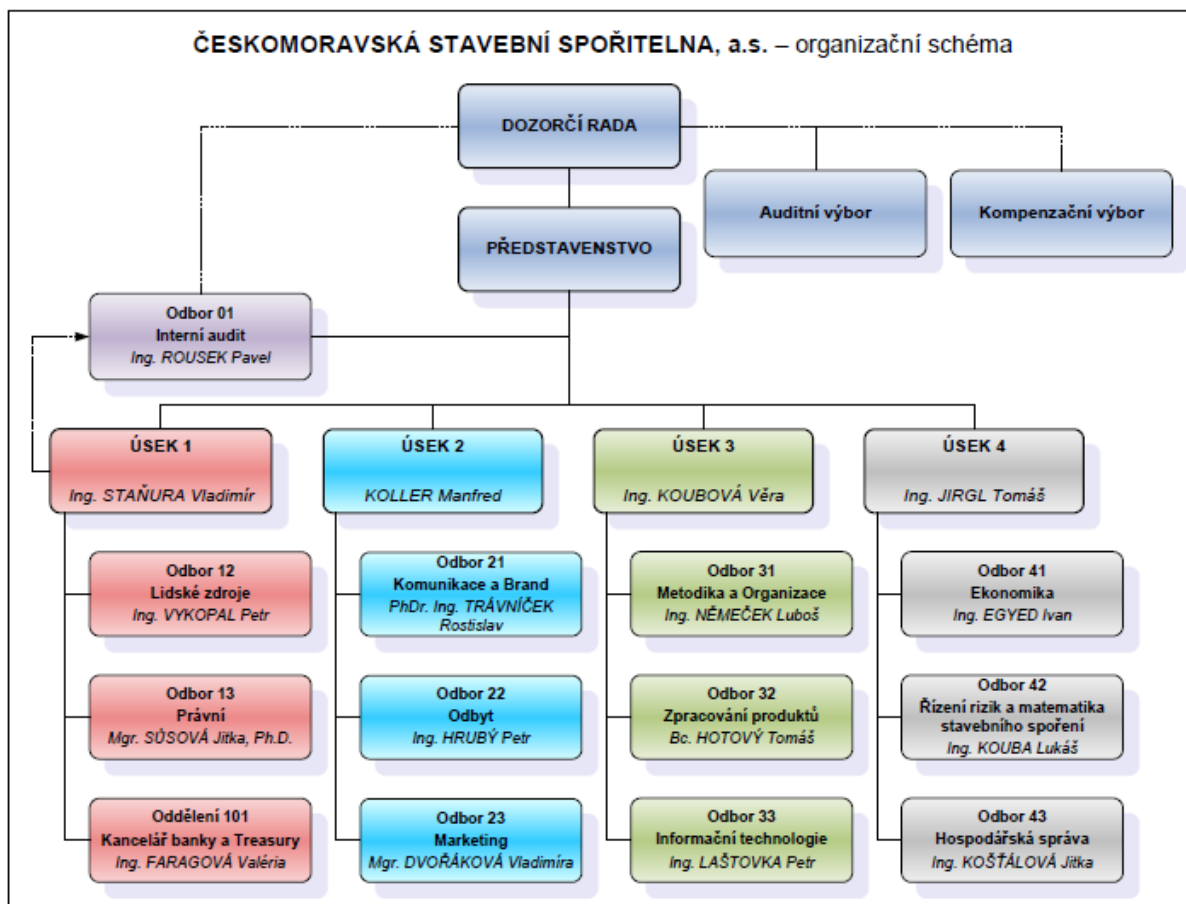 ČESKOMORAVSKÁ STAVEBNÍ SPOŘITELNA, a.s. – organizační schéma
DOZORČÍ RADA
Auditní výbor
Kompenzační výbor
PŘEDSTAVENSTVO
Odbor 01
Interní audit
Ing. ROUSEK Pavel
ÚSEK 1
Ing. STAŇURA Vladimír
ÚSEK 2
KOLLER Manfred
ÚSEK 3
Ing. KOUBOVÁ Věra
ÚSEK 4
Ing. JIRGL Tomáš
Odbor 12
Lidské zdroje
Ing. VYKOPAL Petr
Odbor 21
Komunikace a Brand
PhDr. Ing. TRÁVNÍČEK
Rostislav
Odbor 31
Metodika a Organizace
Ing. NĚMEČEK Luboš
Odbor 41
Ekonomika
Ing. EGYED Ivan
Odbor 13
Právní
Mgr. SŮSOVÁ Jitka, Ph.D.
Odbor 22
Odbyt
Ing. HRUBÝ Petr
Odbor 32
Zpracování produktů
Bc. HOTOVÝ Tomáš
Odbor 42
Řízení rizik a matematika
stavebního spoření
Ing. KOUBA Lukáš
Oddělení 101
Kancelář banky a Treasury
Ing. FARAGOVÁ Valéria
Odbor 23
Marketing
Mgr. DVOŘÁKOVÁ Vladimíra
Odbor 33
Informační technologie
Ing. LAŠTOVKA Petr
Odbor 43
Hospodářská správa
Ing. KOŠŤÁLOVÁ Jitka